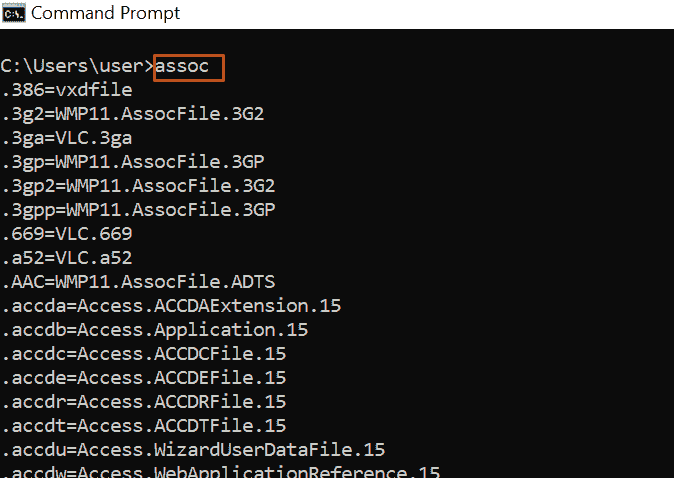 Command Prompt
C:\Users\user>assoc
.386=vxdfile
.3g2=WMP11.AssocFile.3G2
.3ga=VLC.3ga
.3gp=WMP11.AssocFile.3GP
.3gp2=WMP11.AssocFile.3G2
.3gpp=WMP11.AssocFile.3GP
.669=VLC.669
.a52=VLC.a52
.AAC=WMP11.AssocFile.ADTS
.accda=Access.ACCDAExtension.15
.accdb=Access.Application.15
.accdc=Access.ACCDCFile.15
.accde=Access.ACCDEFile.15
.accdr=Access.ACCDRFile.15
.accdt=Access.ACCDTFile.15
.accdu=Access.WizardUserDataFile.15
.accdw=Access.WebApplicationReference.15